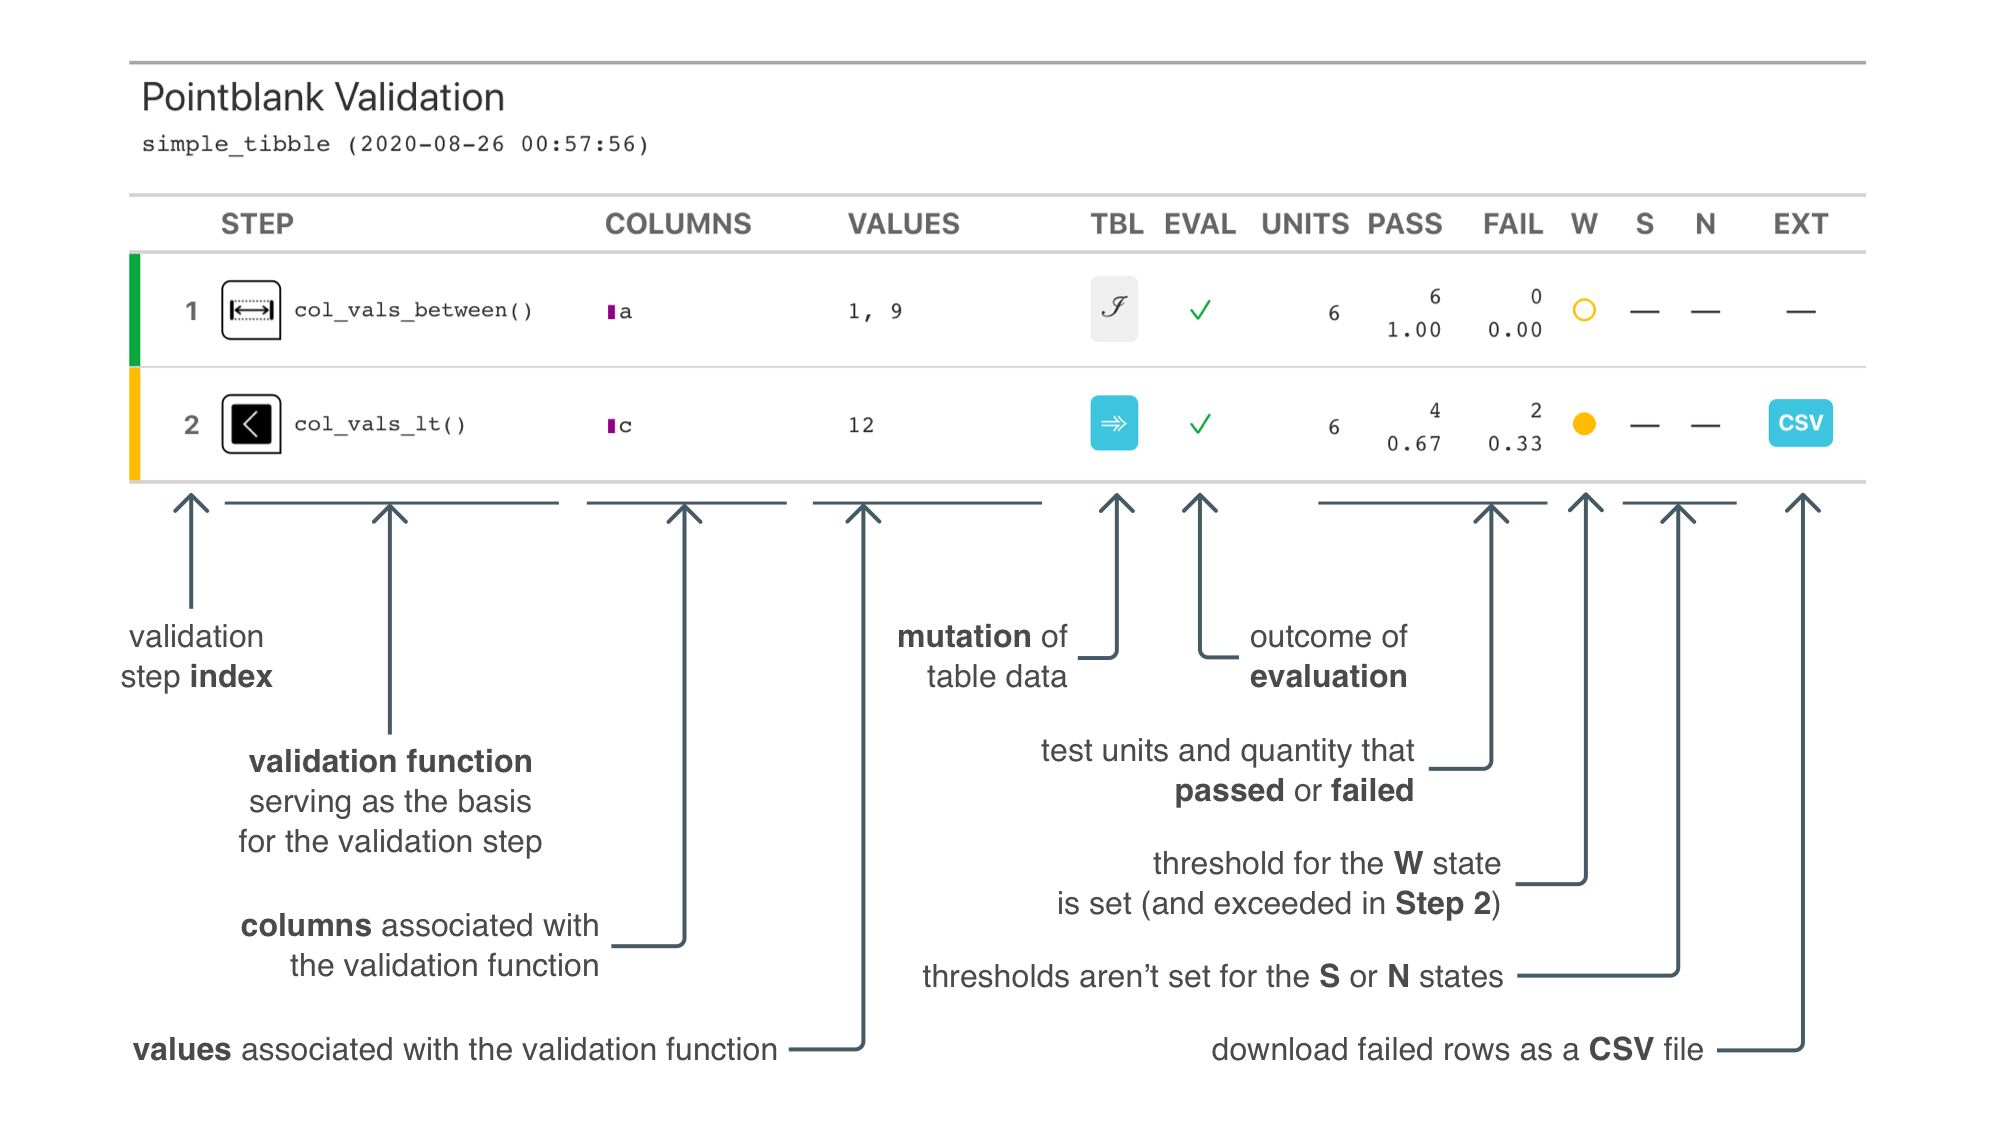 Pointblank Validation
simple_tibble (2020-08-26 00:57:56)
STEP COLUMNS VALUES TBL EVAL UNITS PASS FAIL W S N EXT
1 col_vals_between() a 1, 9 ℐ ✓ 6 6 0 — — —
1.00 0.00
2 col_vals_lt() c 12 ✓ 6 4 2 — — CSV
0.67 0.33
validation
step index
mutation of
table data
outcome of
evaluation
validation function
serving as the basis
for the validation step
test units and quantity that
passed or failed
threshold for the W state
is set (and exceeded in Step 2)
columns associated with
the validation function
thresholds aren’t set for the S or N states
values associated with the validation function
download failed rows as a CSV file